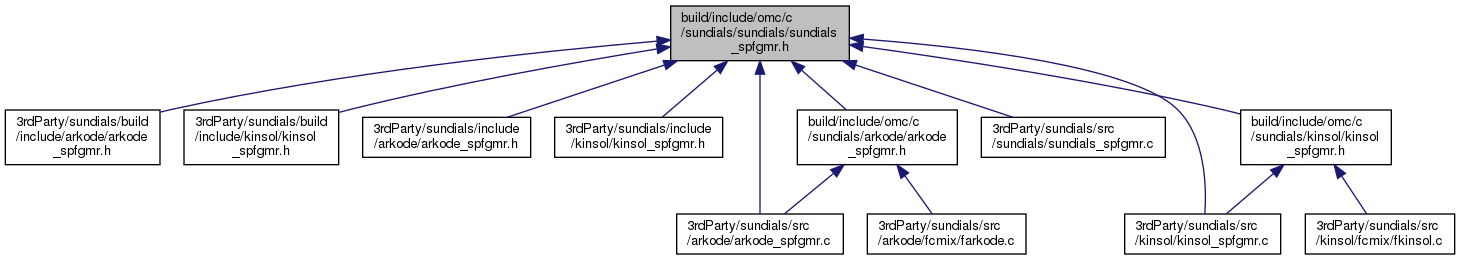 build/include/omc/c
/sundials/sundials/sundials
_spfgmr.h
3rdParty/sundials/build
/include/arkode/arkode
_spfgmr.h
3rdParty/sundials/build
/include/kinsol/kinsol
_spfgmr.h
3rdParty/sundials/include
/arkode/arkode_spfgmr.h
3rdParty/sundials/include
/kinsol/kinsol_spfgmr.h
build/include/omc/c
/sundials/arkode/arkode
_spfgmr.h
3rdParty/sundials/src
/sundials/sundials_spfgmr.c
build/include/omc/c
/sundials/kinsol/kinsol
_spfgmr.h
3rdParty/sundials/src
/arkode/arkode_spfgmr.c
3rdParty/sundials/src
/arkode/fcmix/farkode.c
3rdParty/sundials/src
/kinsol/kinsol_spfgmr.c
3rdParty/sundials/src
/kinsol/fcmix/fkinsol.c